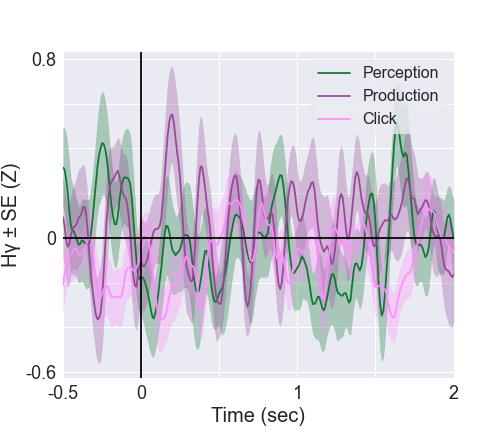 0.8
Perception
Production
Click
Hγ ± SE (Z)
0
-0.6
-0.5 0 1 2
Time (sec)